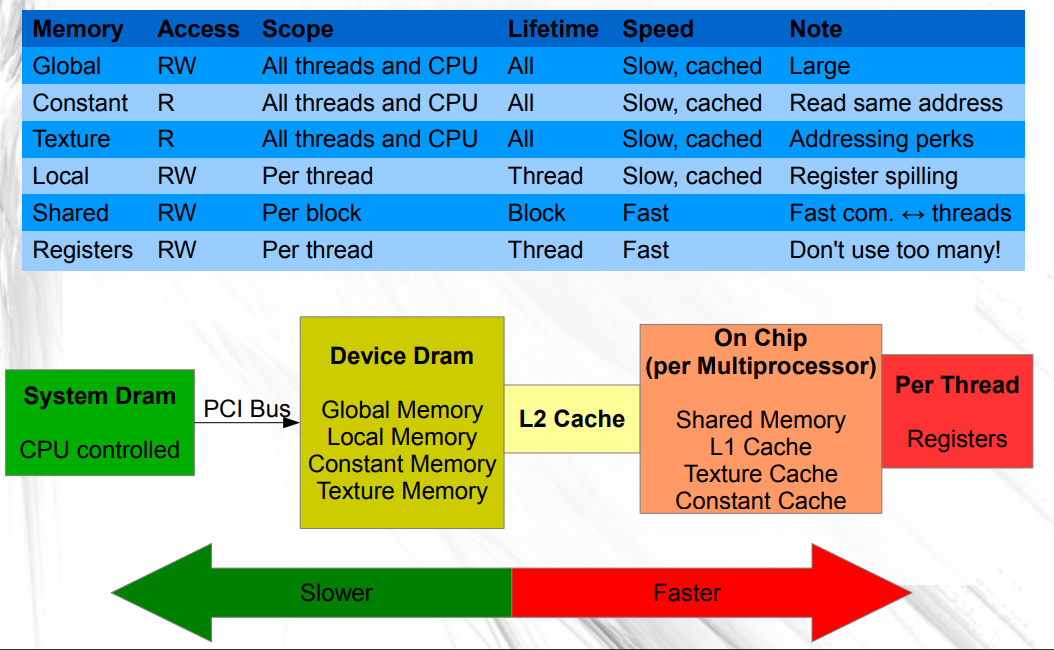 Memory Access Scope Lifetime Speed Note
Global RW All threads and CPU All Slow, cached Large
Constant R All threads and CPU All Slow, cached Read same address
Texture R All threads and CPU All Slow, cached Addressing perks
Local RW Per thread Thread Slow, cached Register spilling
Shared RW Per block Block Fast Fast com. ↔ threads
Registers RW Per thread Thread Fast Don't use too many!
System Dram
CPU controlled
PCI Bus
Device Dram
Global Memory
Local Memory
Constant Memory
Texture Memory
L2 Cache
On Chip
(per Multiprocessor)
Shared Memory
L1 Cache
Texture Cache
Constant Cache
Per Thread
Registers
Slower
Faster